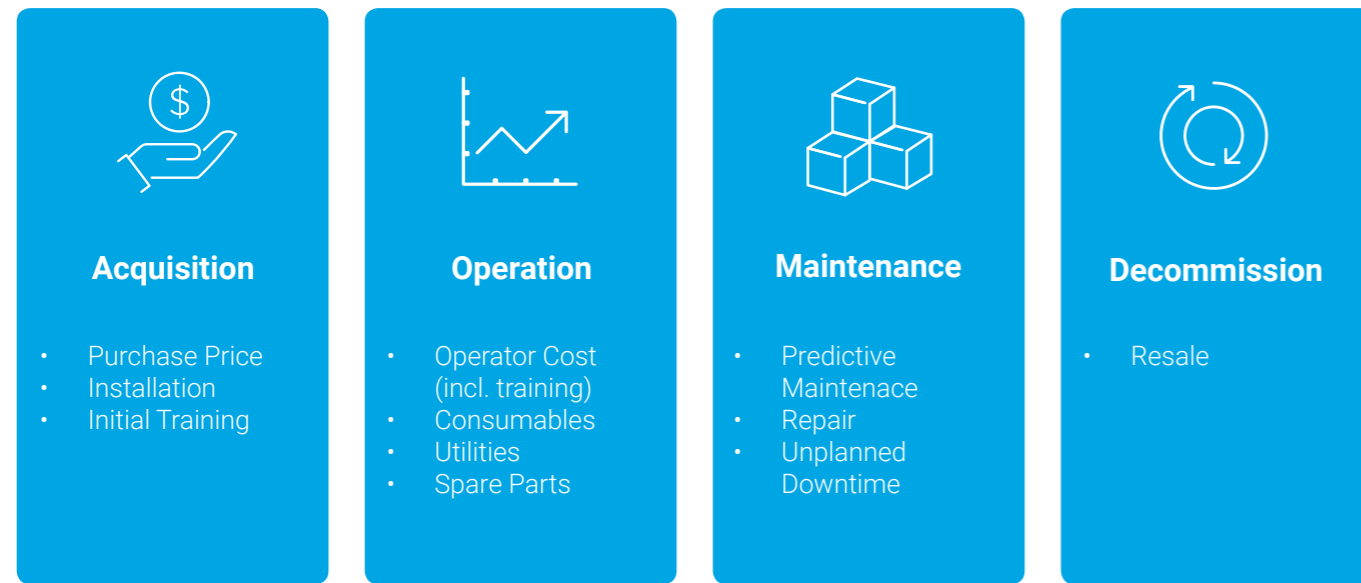 $
Acquisition
• Purchase Price
• Installation
• Initial Training
Operation
• Operator Cost
(incl. training)
• Consumables
• Utilities
• Spare Parts
Maintenance
• Predictive
Maintenace
• Repair
• Unplanned
Downtime
Decommission
• Resale